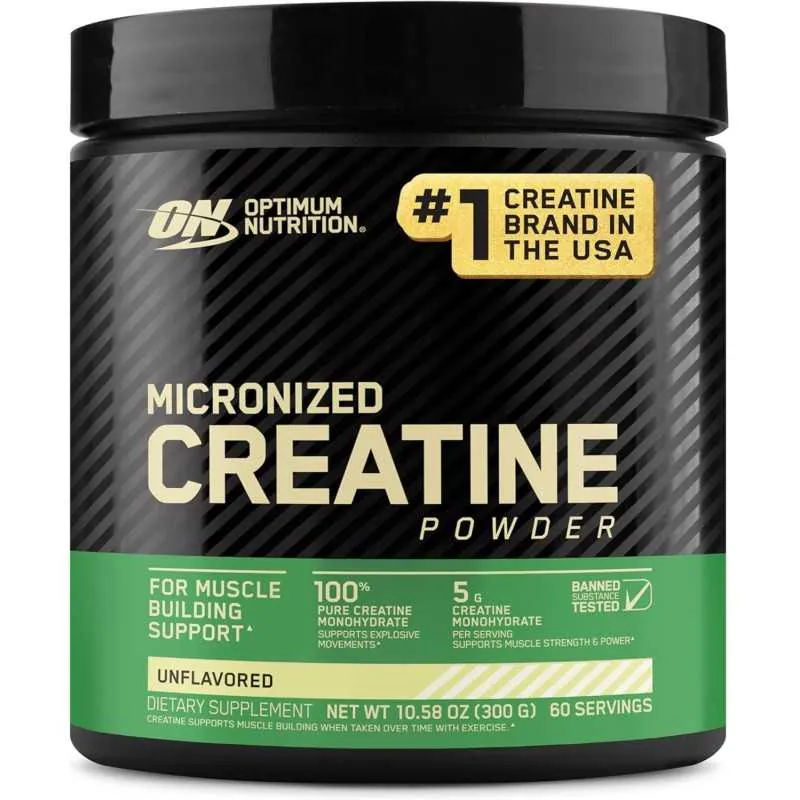 ON OPTIMUM
NUTRITION®
#1 CREATINE
BRAND IN
THE USA
MICRONIZED
CREATINE
POWDER
FOR MUSCLE
BUILDING
SUPPORT▲
100%
PURE CREATINE
MONOHYDRATE
SUPPORTS EXPLOSIVE
MOVEMENTS▲
5 G
CREATINE
MONOHYDRATE
PER SERVING
SUPPORTS MUSCLE STRENGTH & POWER▲
BANNED
SUBSTANCE
TESTED
UNFLAVORED
DIETARY SUPPLEMENT NET WT 10.58 OZ (300 G) 60 SERVINGS
CREATINE SUPPORTS MUSCLE BUILDING WHEN TAKEN OVER TIME WITH EXERCISE.▲